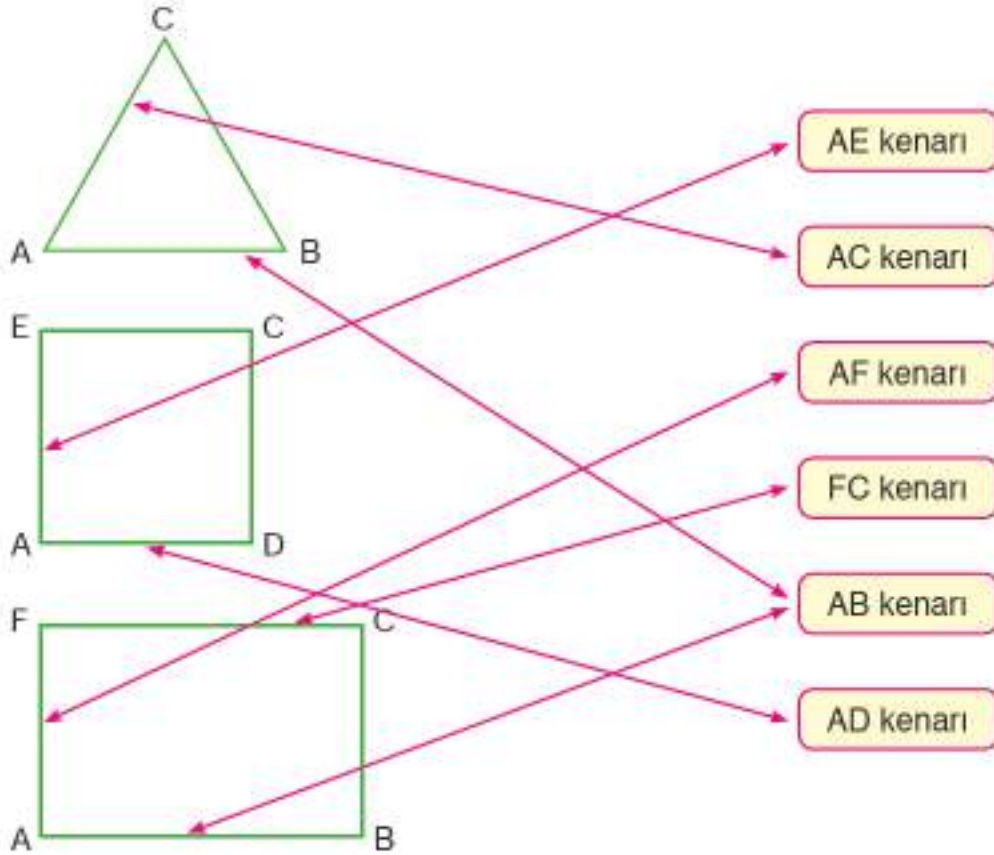 C
A B
E C
A D
F C
A B
AE kenarı
AC kenarı
AF kenarı
FC kenarı
AB kenarı
AD kenarı